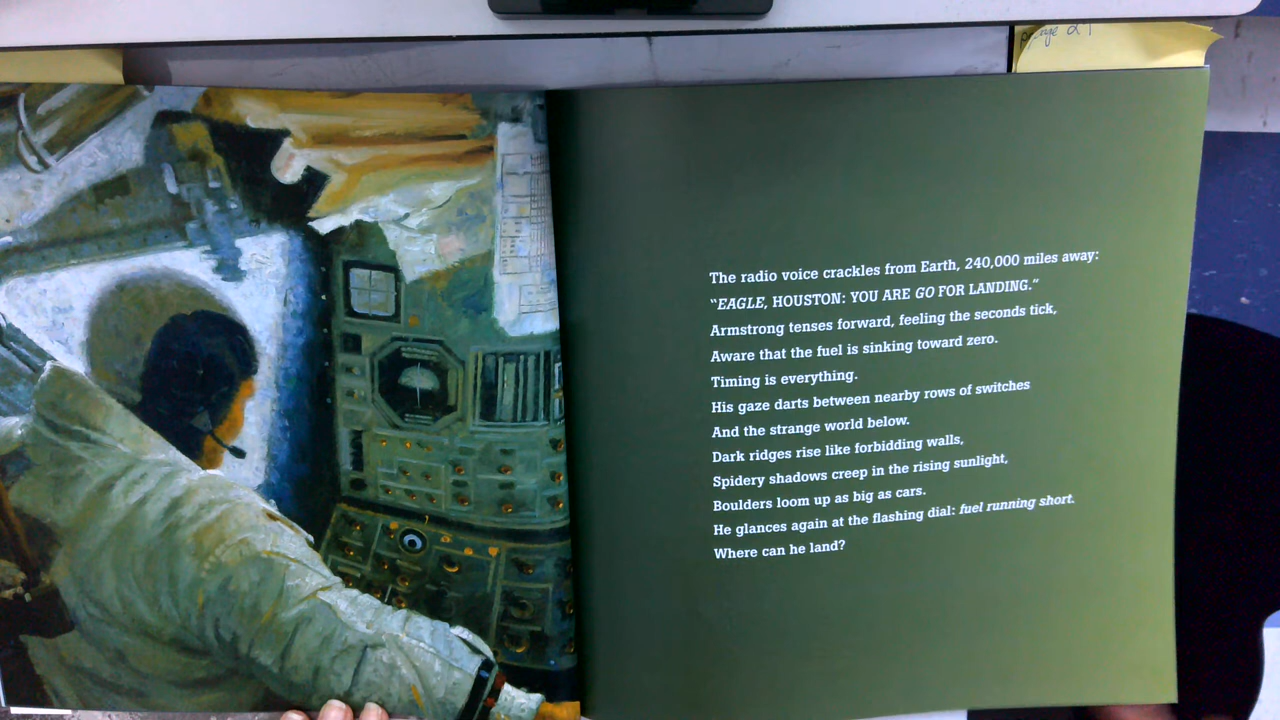 page 21
The radio voice crackles from Earth, 240,000 miles away:
"EAGLE, HOUSTON: YOU ARE GO FOR LANDING."
Armstrong tenses forward, feeling the seconds tick,
Aware that the fuel is sinking toward zero.
Timing is everything.
His gaze darts between nearby rows of switches
And the strange world below.
Dark ridges rise like forbidding walls,
Spidery shadows creep in the rising sunlight,
Boulders loom up as big as cars.
He glances again at the flashing dial: fuel running short.
Where can he land?